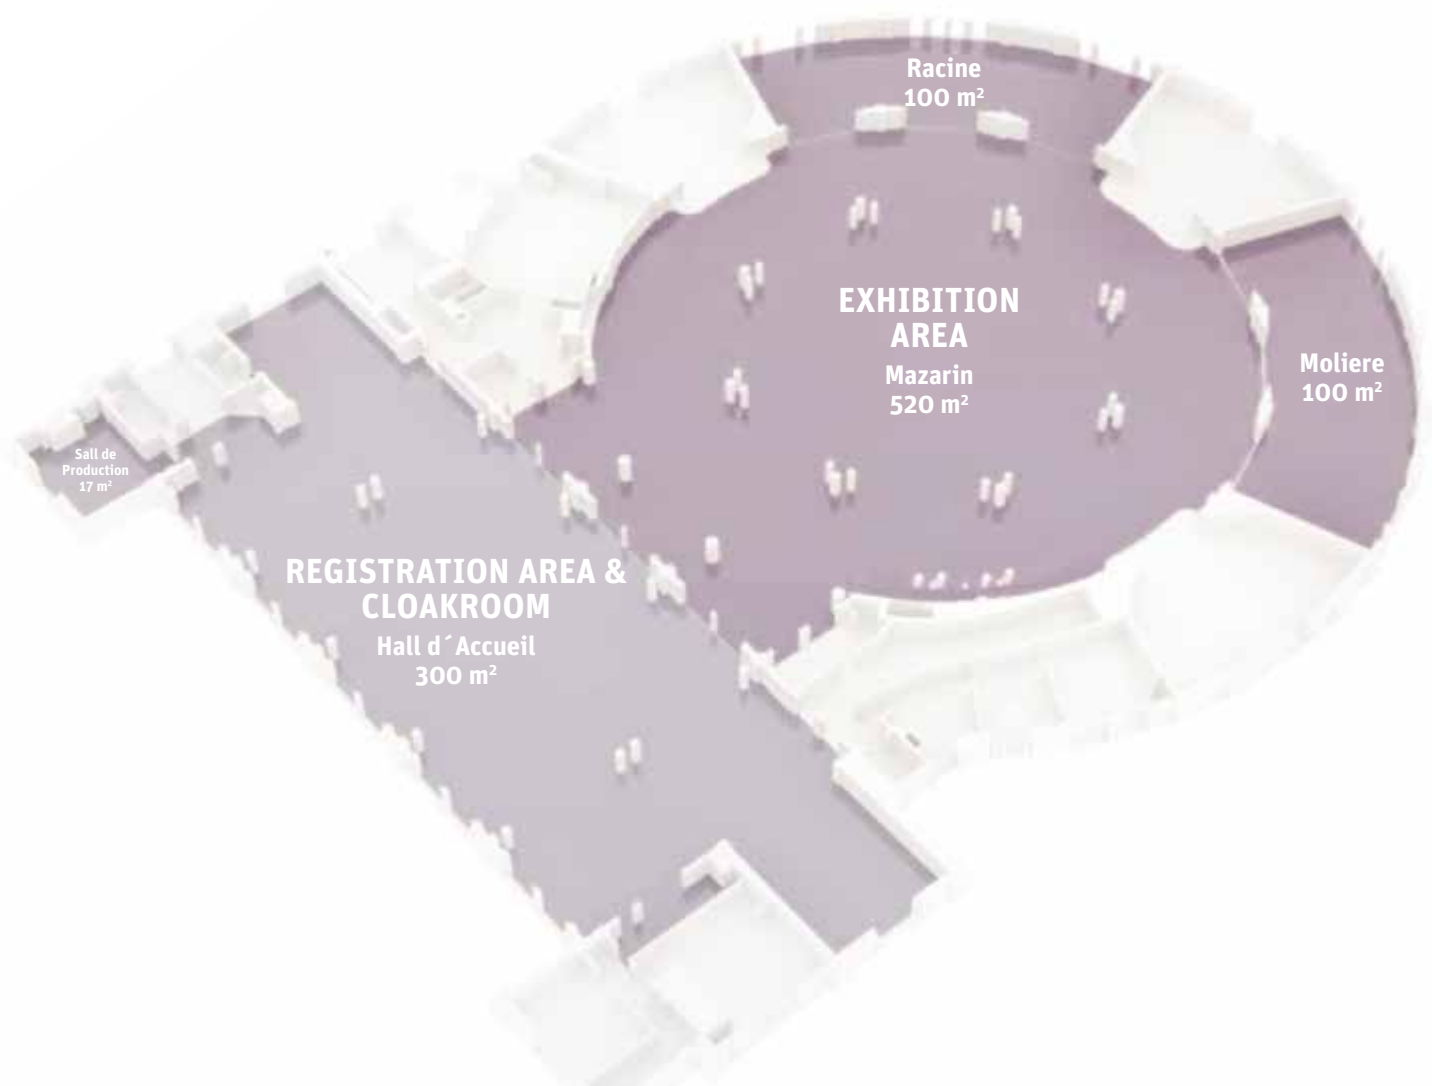 Racine
100 m²
EXHIBITION
AREA
Mazarin
520 m²
Moliere
100 m²
Sall de
Production
17 m²
REGISTRATION AREA &
CLOAKROOM
Hall d´Accueil
300 m²